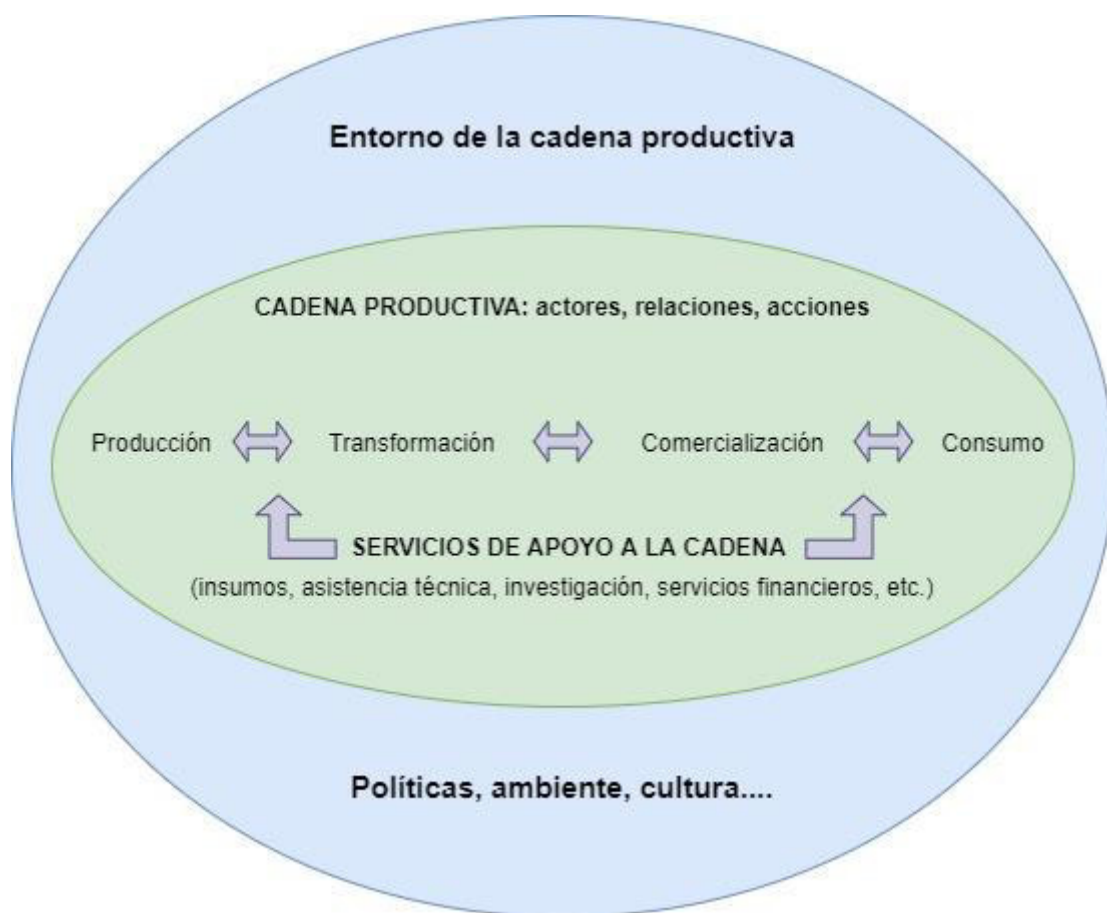 Entorno de la cadena productiva
CADENA PRODUCTIVA: actores, relaciones, acciones
Producción Transformación Comercialización Consumo
SERVICIOS DE APOYO A LA CADENA
(insumos, asistencia técnica, investigación, servicios financieros, etc.)
Políticas, ambiente, cultura....